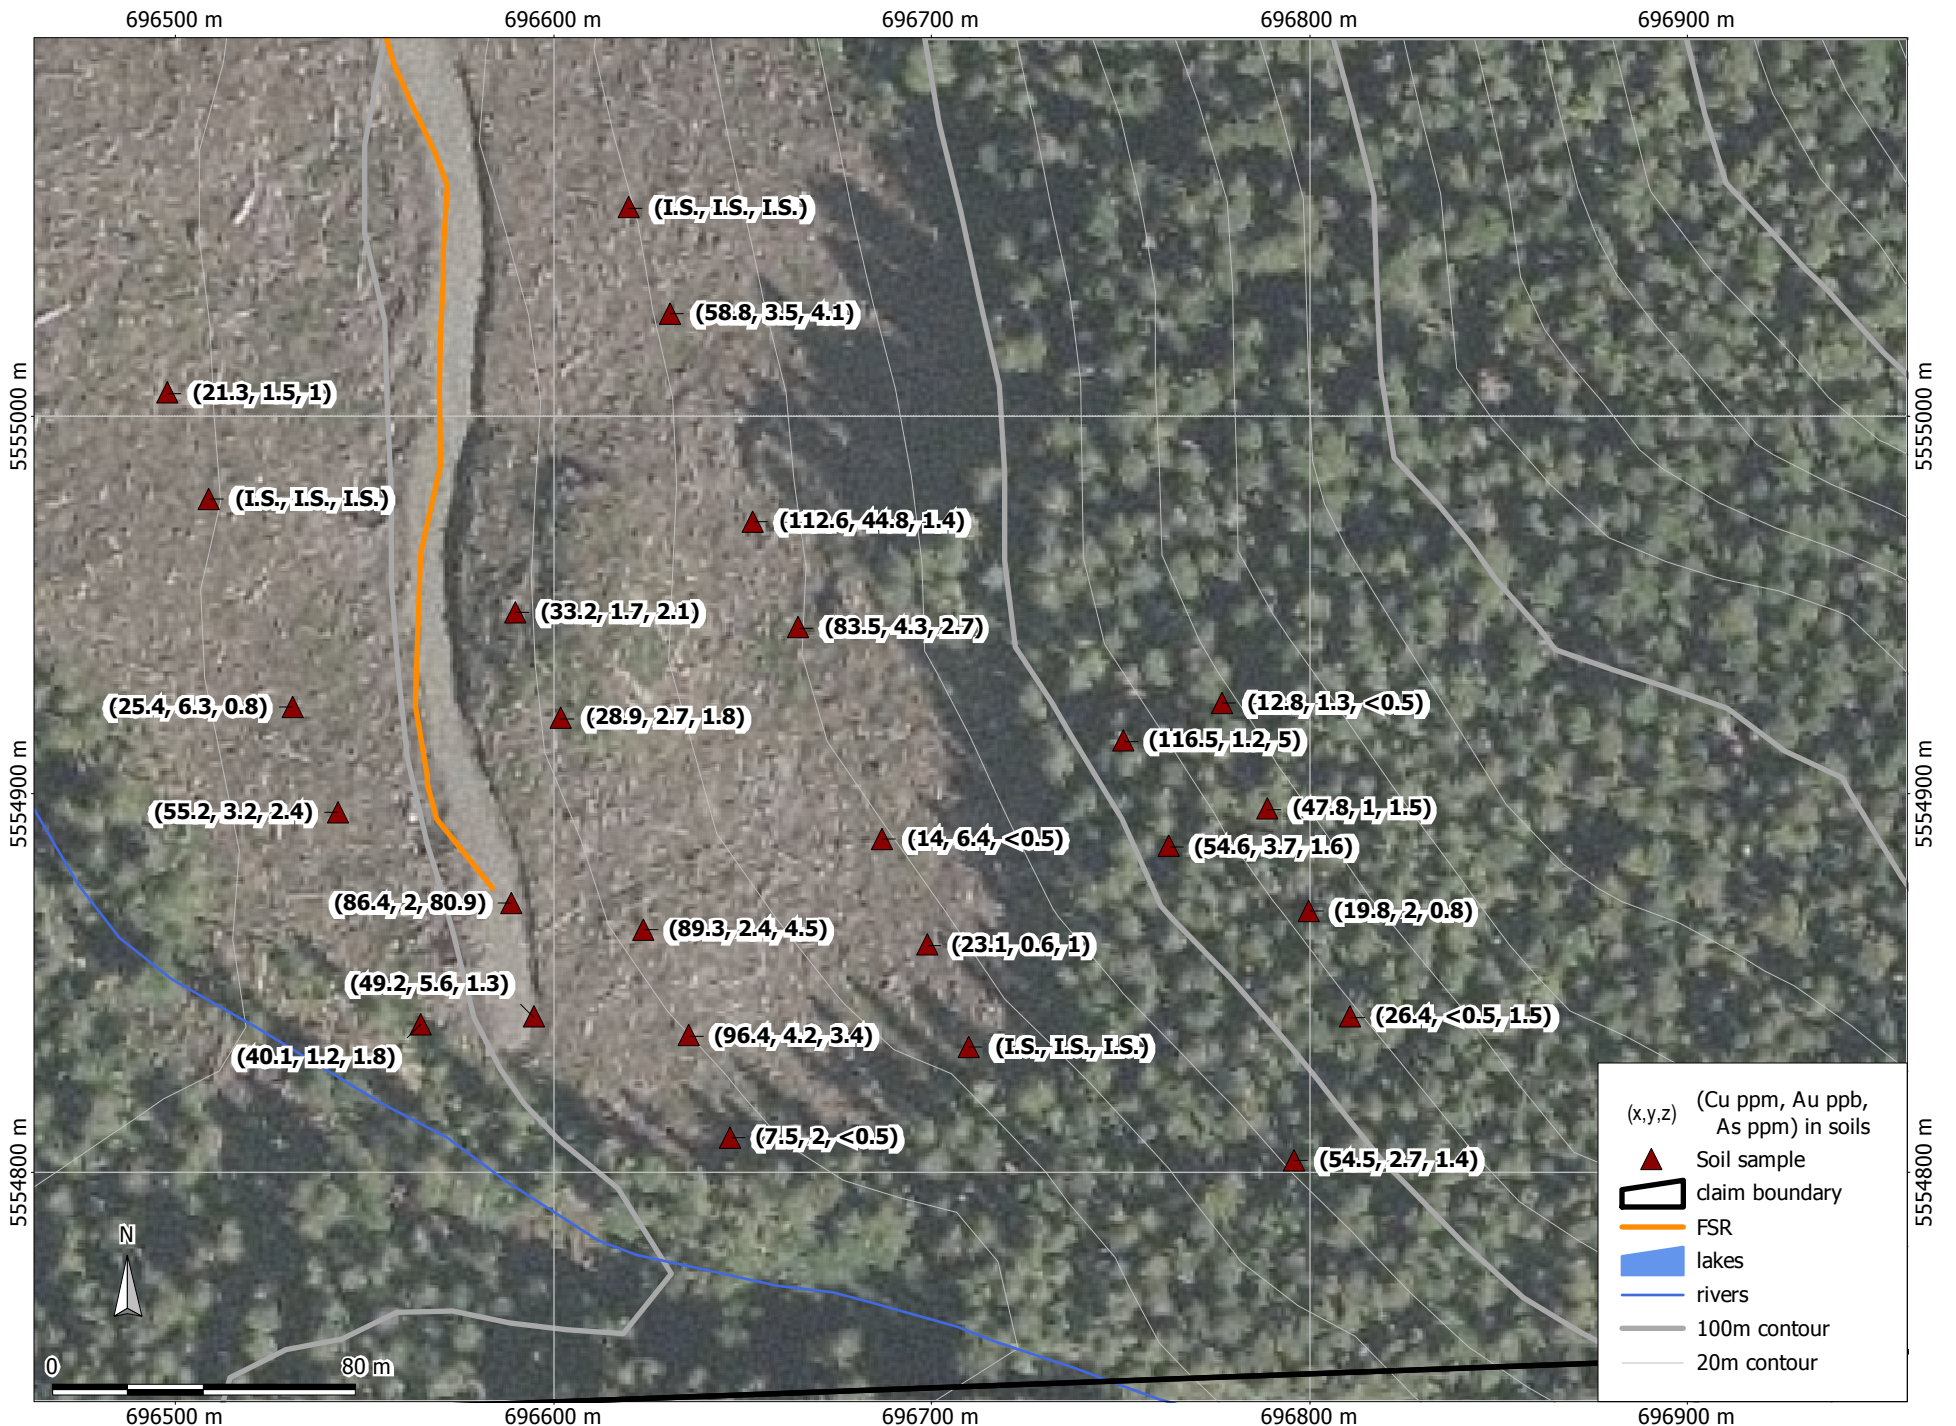 696500 m
696600 m
696700 m
696800 m
696900 m
(I.S., I.S., I.S.)
(58.8, 3.5, 4.1)
(21.3, 1.5, 1)
5555000 m
5555000 m
(I.S., I.S., I.S.)
(112.6, 44.8, 1.4)
(33.2, 1.7, 2.1)
(83.5, 4.3, 2.7)
(25.4, 6.3, 0.8)
(28.9, 2.7, 1.8)
(12.8, 1.3, <0.5)
(116.5, 1.2, 5)
5554900 m
5554900 m
(55.2, 3.2, 2.4)
(47.8, 1, 1.5)
(14, 6.4, <0.5)
(54.6, 3.7, 1.6)
(86.4, 2, 80.9)
(19.8, 2, 0.8)
(89.3, 2.4, 4.5)
(23.1, 0.6, 1)
(49.2, 5.6, 1.3)
(26.4, <0.5, 1.5)
(96.4, 4.2, 3.4)
(I.S., I.S., I.S.)
(40.1, 1.2, 1.8)
(7.5, 2, <0.5)
(54.5, 2.7, 1.4)
5554800 m
5554800 m
(x,y,z)
(Cu ppm, Au ppb,
As ppm) in soils
Soil sample
claim boundary
FSR
lakes
rivers
100m contour
20m contour
N
0
80 m
696500 m
696600 m
696700 m
696800 m
696900 m